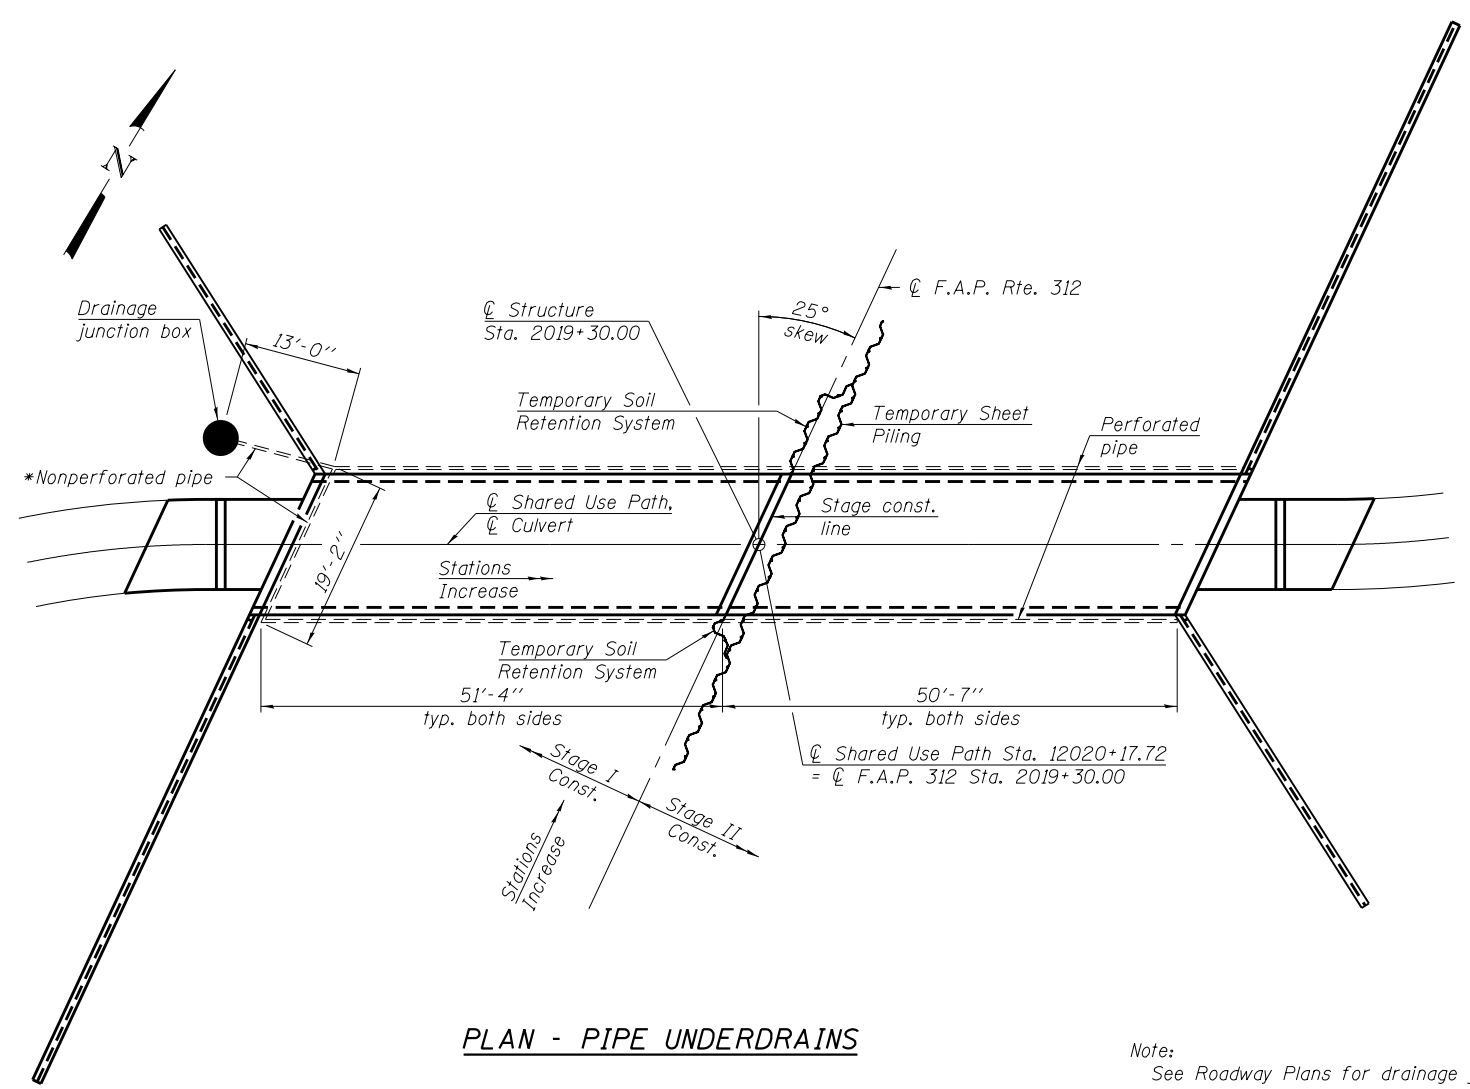 N
Drainage
junction box
13'-0"
℄ Structure
Sta. 2019+30.00
25°
skew
℄ F.A.P. Rte. 312
Temporary Soil
Retention System
Temporary Sheet
Piling
Perforated
pipe
*Nonperforated pipe
℄ Shared Use Path,
℄ Culvert
Stage const.
line
19'-2"
Stations
Increase
Temporary Soil
Retention System
51'-4"
typ. both sides
50'-7"
typ. both sides
℄ Shared Use Path Sta. 12020+17.72
= ℄ F.A.P. 312 Sta. 2019+30.00
Stage I
Const.
Stage II
Const.
Stations
Increase
PLAN - PIPE UNDERDRAINS
Note:
See Roadway Plans for drainage